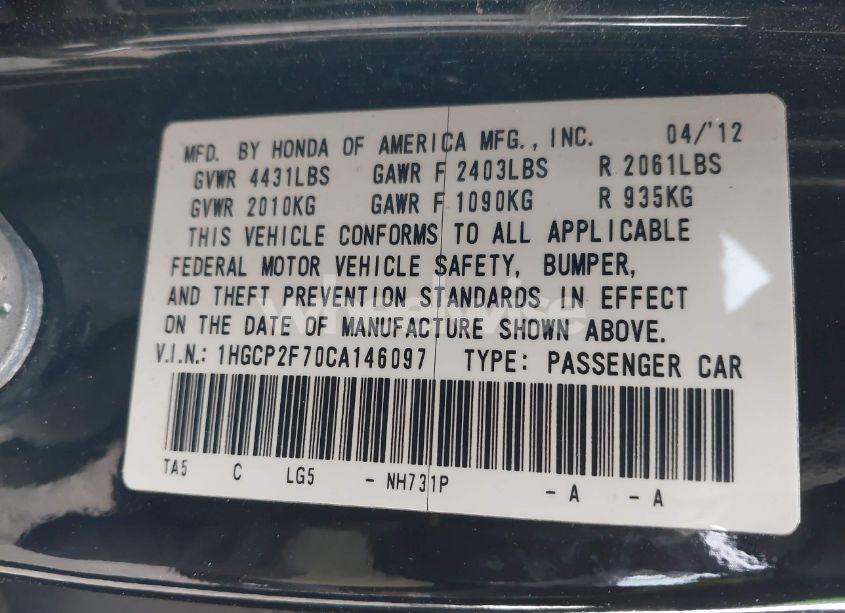 MFD. BY HONDA OF AMERICA MFG., INC. 04/'12
GVWR 4431LBS GAWR F 2403LBS R 2061LBS
GVWR 2010KG GAWR F 1090KG R 935KG
THIS VEHICLE CONFORMS TO ALL APPLICABLE
FEDERAL MOTOR VEHICLE SAFETY, BUMPER,
AND THEFT PREVENTION STANDARDS IN EFFECT
ON THE DATE OF MANUFACTURE SHOWN ABOVE.
V.I.N.: 1HGCP2F70CA146097 TYPE: PASSENGER CAR
TA5 C LG5 - NH731P - A - A
wheelwise